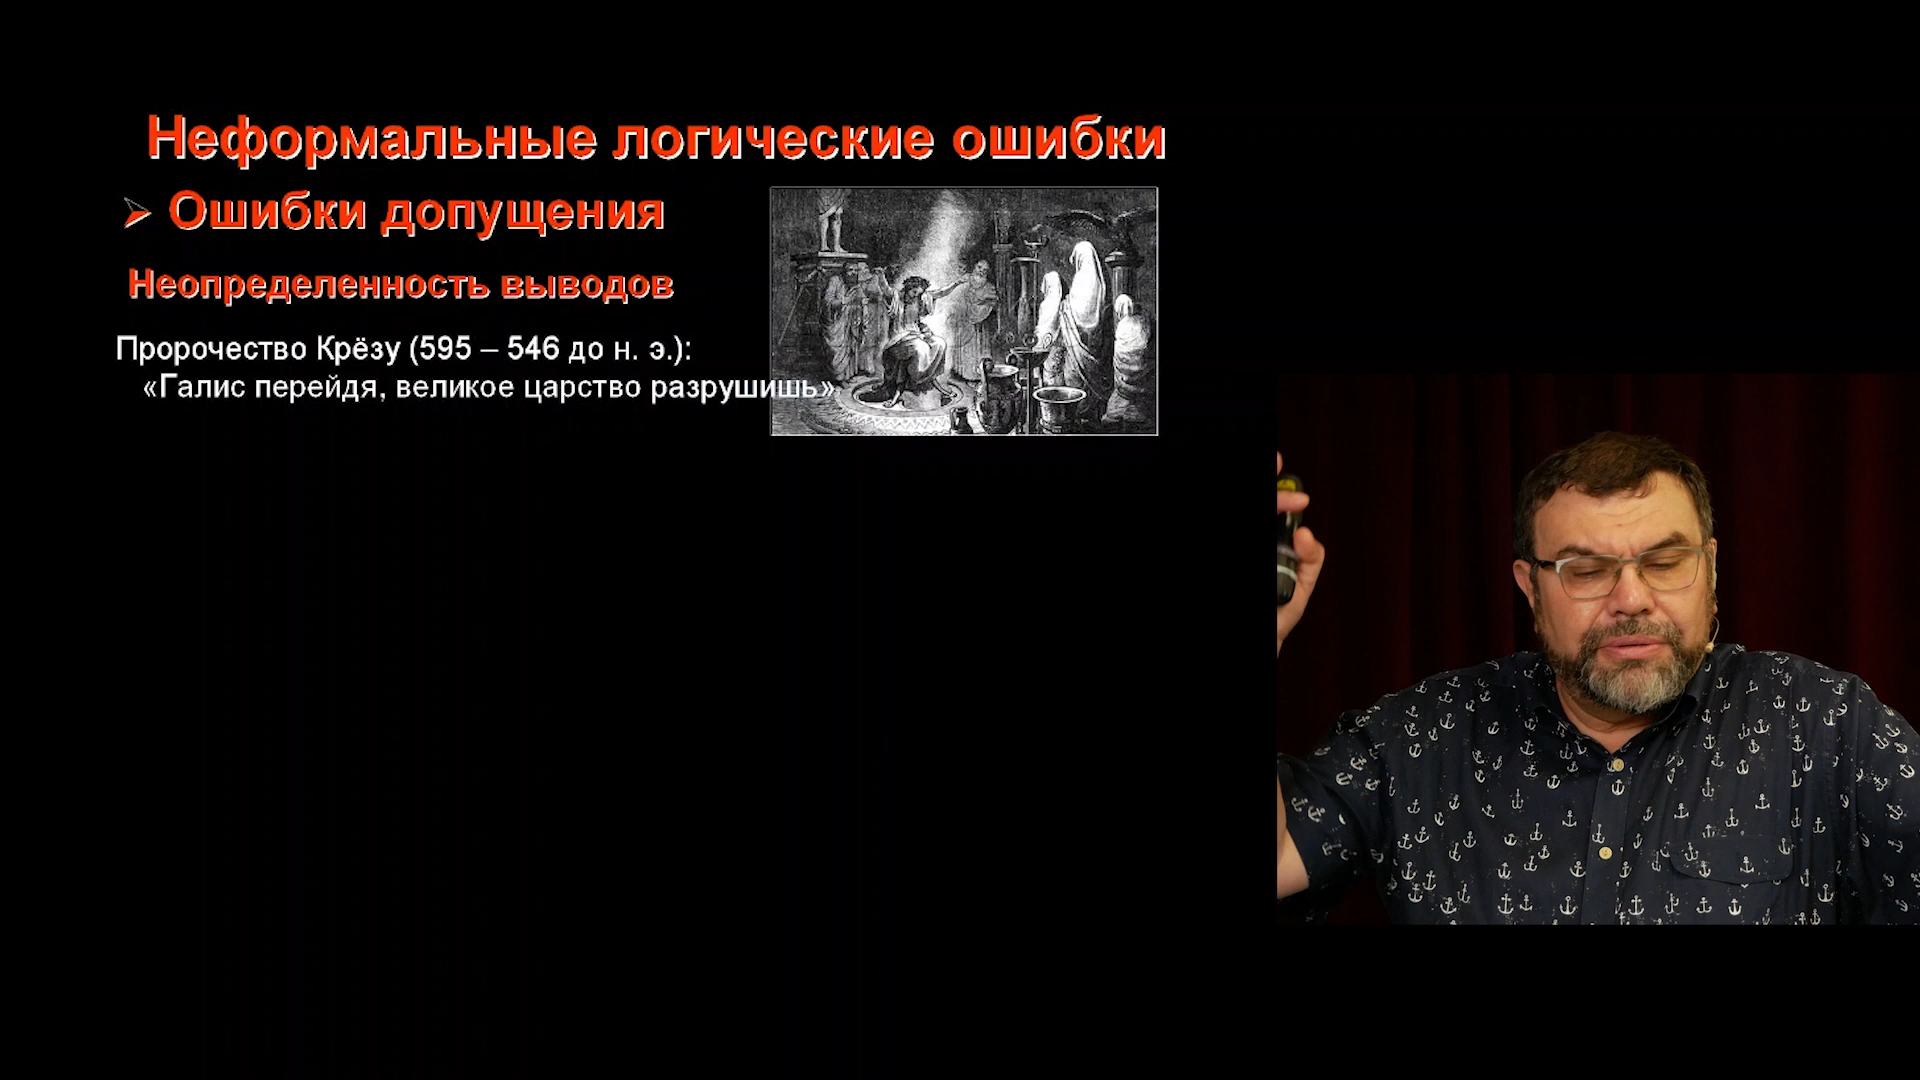 Неформальные логические ошибки
Ошибки допущения
Неопределенность выводов
Пророчество Крёзу (595 – 546 до н. э.):
«Галис перейдя, великое царство разрушишь».